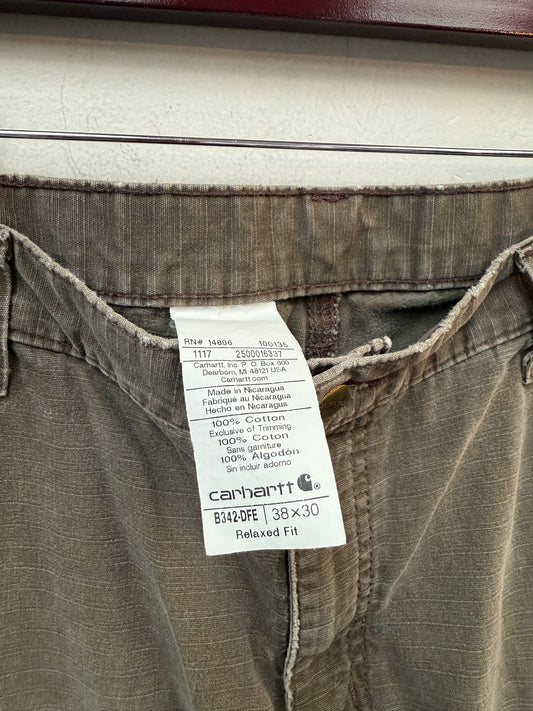 RN# 14806 100135
1117 2500016337
Carhartt, Inc. P. O. Box 600
Dearborn, MI 48121 USA
Carhartt.com
Made in Nicaragua
Fabriqué au Nicaragua
Hecho en Nicaragua
100% Cotton
Exclusive of Trimming
100% Coton
Sans garniture
100% Algodón
Sin incluir adorno
carhartt ®
B342-DFE 38×30
Relaxed Fit